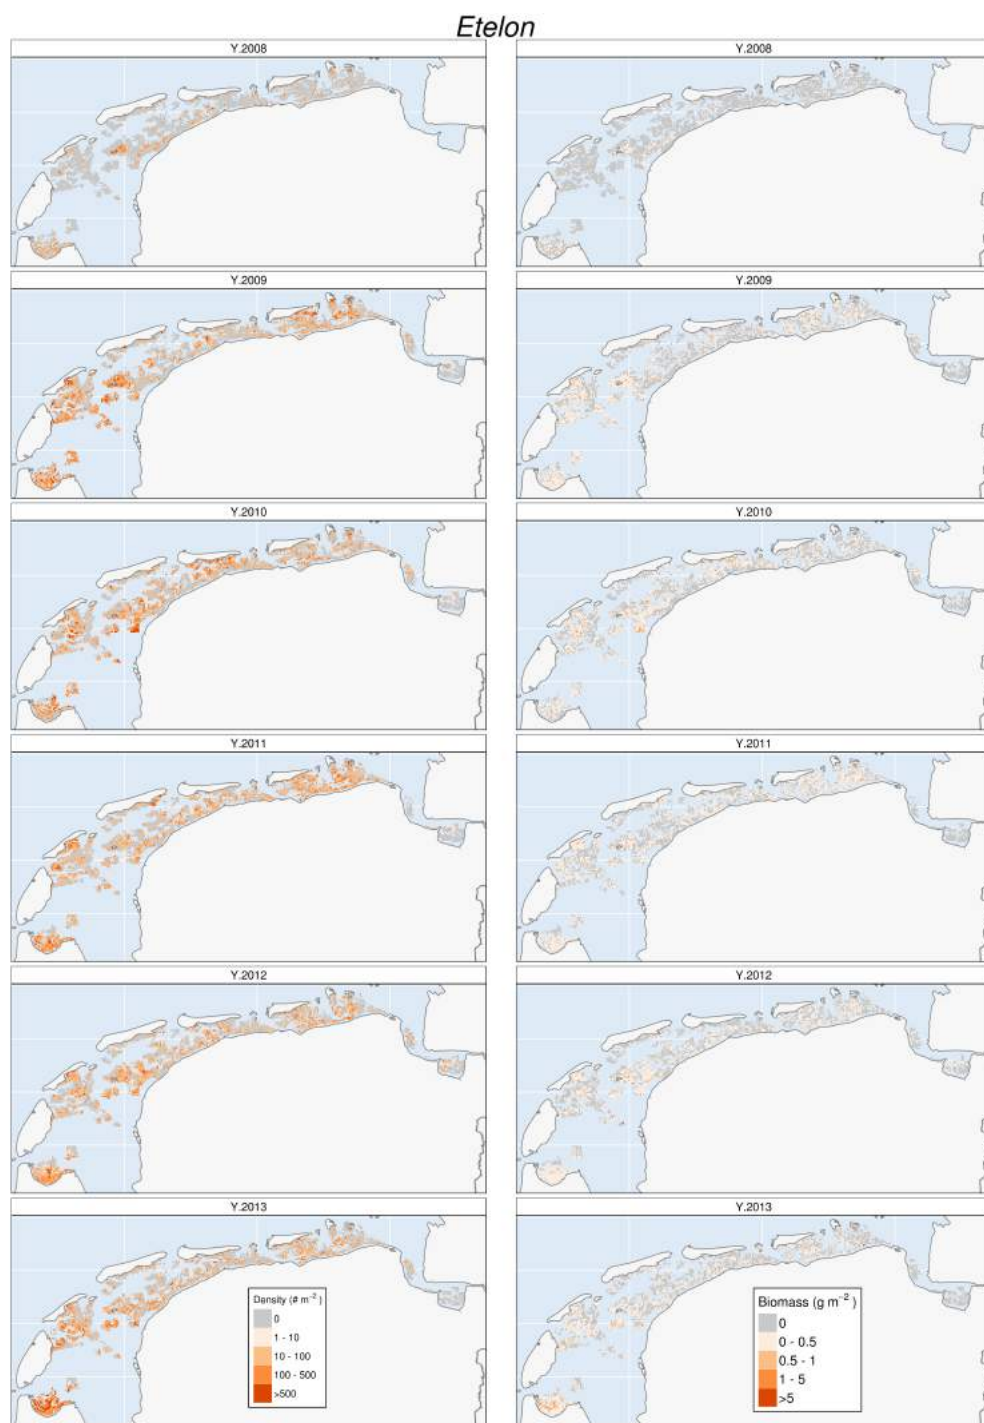 Etelon
Y.2008
Y.2008
Y.2009
Y.2009
Y.2010
Y.2010
Y.2011
Y.2011
Y.2012
Y.2012
Y.2013
Y.2013
Density (# m⁻²)
0
1 - 10
10 - 100
100 - 500
>500
Biomass (g m⁻²)
0
0 - 0.5
0.5 - 1
1 - 5
>5